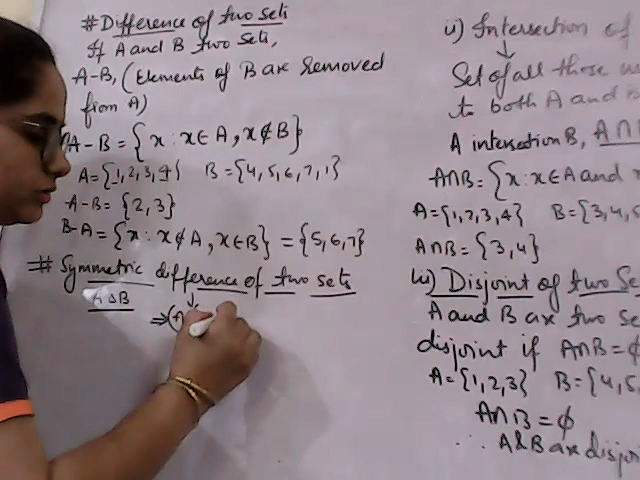 # Difference of two sets
If A and B two sets,
A-B, (Elements of B are removed
from A)
A-B = {x : x∈A, x∉B}
A={1,2,3,4} B={4,5,6,7,1}
A-B= {2,3}
B-A={x : x∉A, x∈B} = {5,6,7}
# Symmetric difference of two sets
A Δ B
⇒(A
ii) Intersection of
Set of all those
to both A and B
A intersection B, A∩B
A∩B= {x: x∈A and x
A={1,2,3,4} B={3,4,5
A∩B = {3,4}
iii) Disjoint of two Se
A and B are two se
disjoint if A∩B=ϕ
A={1,2,3} B={4,5,
A∩B = ϕ
∴ A&B are disjoi